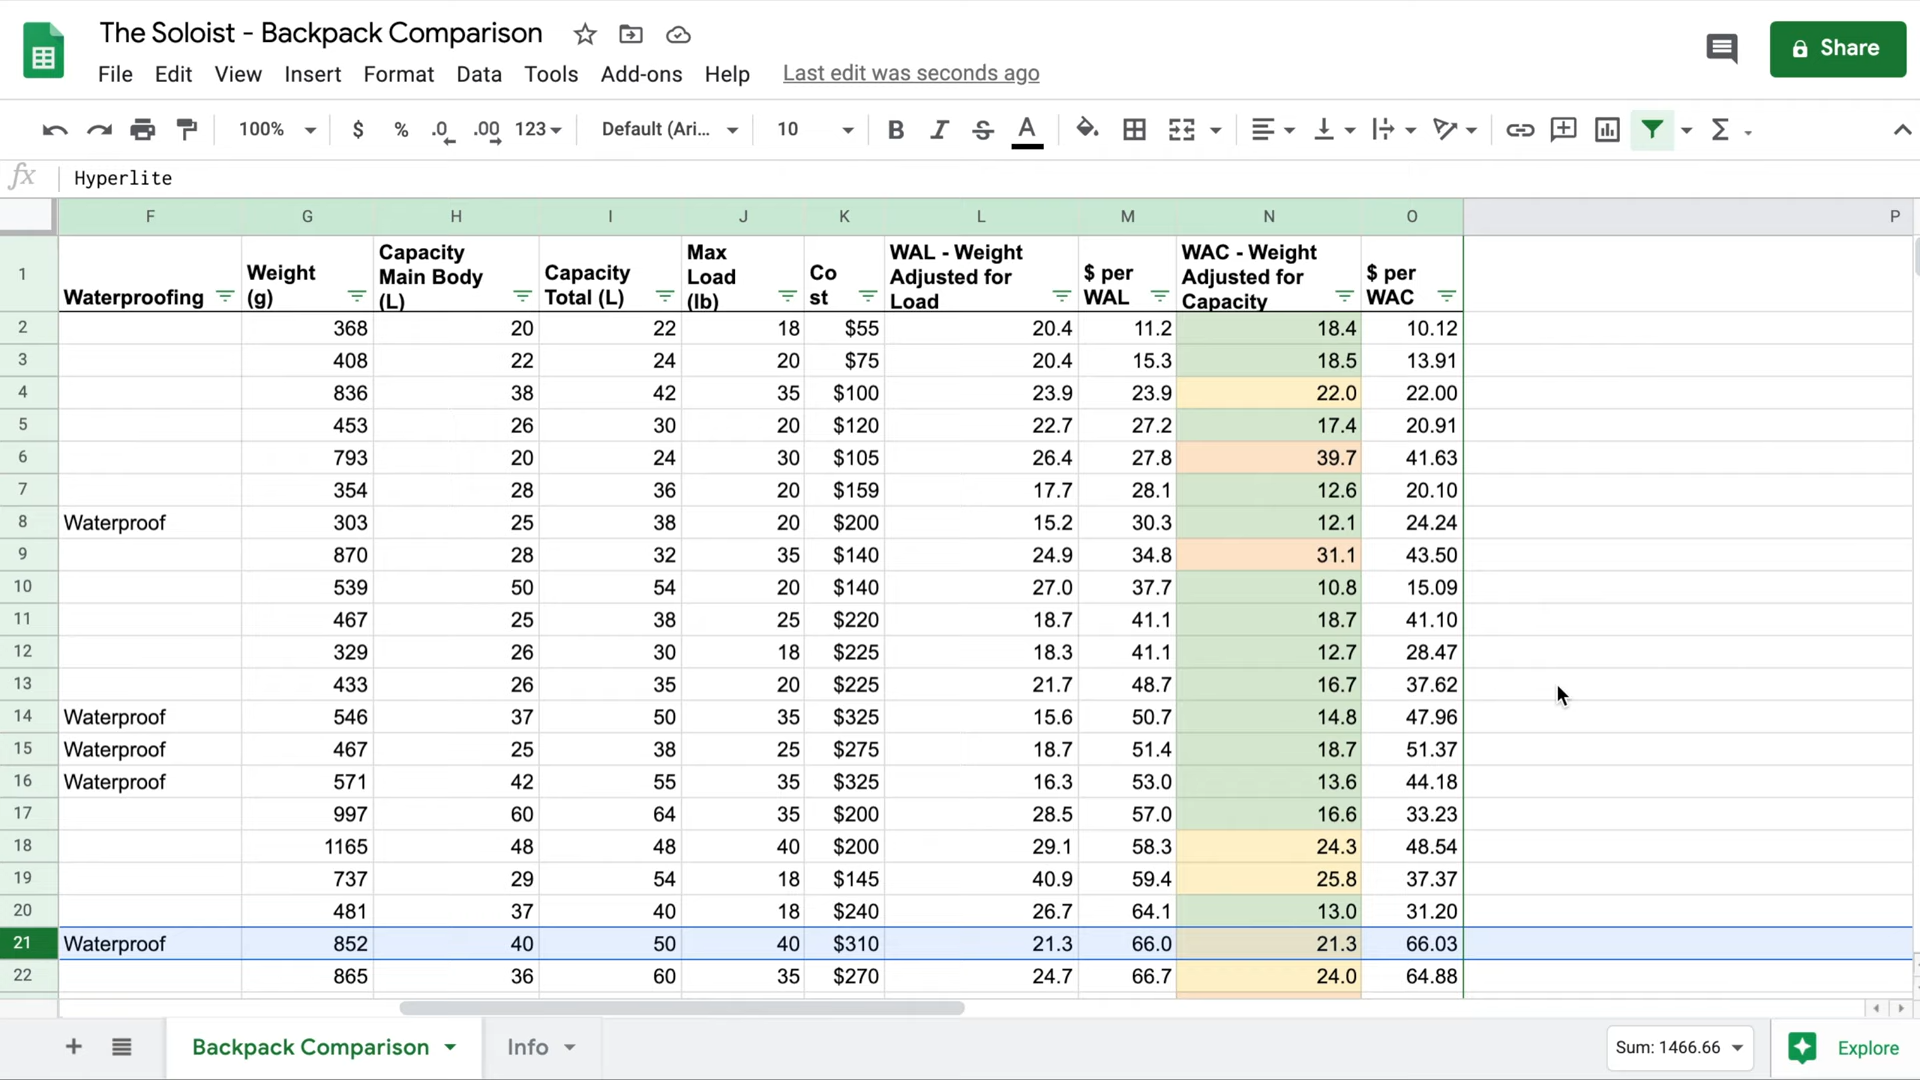 The Soloist - Backpack Comparison
Share
File Edit View Insert Format Data Tools Add-ons Help Last edit was seconds ago
100% $ % .0 .00 123 Default (Ari... 10 B I S A Σ
fx Hyperlite
F G H I J K L M N O P
1 Waterproofing Weight (g) Capacity Main Body (L) Capacity Total (L) Max Load (lb) Co st WAL - Weight Adjusted for Load $ per WAL WAC - Weight Adjusted for Capacity $ per WAC
2 368 20 22 18 $55 20.4 11.2 18.4 10.12
3 408 22 24 20 $75 20.4 15.3 18.5 13.91
4 836 38 42 35 $100 23.9 23.9 22.0 22.00
5 453 26 30 20 $120 22.7 27.2 17.4 20.91
6 793 20 24 30 $105 26.4 27.8 39.7 41.63
7 354 28 36 20 $159 17.7 28.1 12.6 20.10
8 Waterproof 303 25 38 20 $200 15.2 30.3 12.1 24.24
9 870 28 32 35 $140 24.9 34.8 31.1 43.50
10 539 50 54 20 $140 27.0 37.7 10.8 15.09
11 467 25 38 25 $220 18.7 41.1 18.7 41.10
12 329 26 30 18 $225 18.3 41.1 12.7 28.47
13 433 26 35 20 $225 21.7 48.7 16.7 37.62
14 Waterproof 546 37 50 35 $325 15.6 50.7 14.8 47.96
15 Waterproof 467 25 38 25 $275 18.7 51.4 18.7 51.37
16 Waterproof 571 42 55 35 $325 16.3 53.0 13.6 44.18
17 997 60 64 35 $200 28.5 57.0 16.6 33.23
18 1165 48 48 40 $200 29.1 58.3 24.3 48.54
19 737 29 54 18 $145 40.9 59.4 25.8 37.37
20 481 37 40 18 $240 26.7 64.1 13.0 31.20
21 Waterproof 852 40 50 40 $310 21.3 66.0 21.3 66.03
22 865 36 60 35 $270 24.7 66.7 24.0 64.88
+ Backpack Comparison Info Sum: 1466.66 Explore